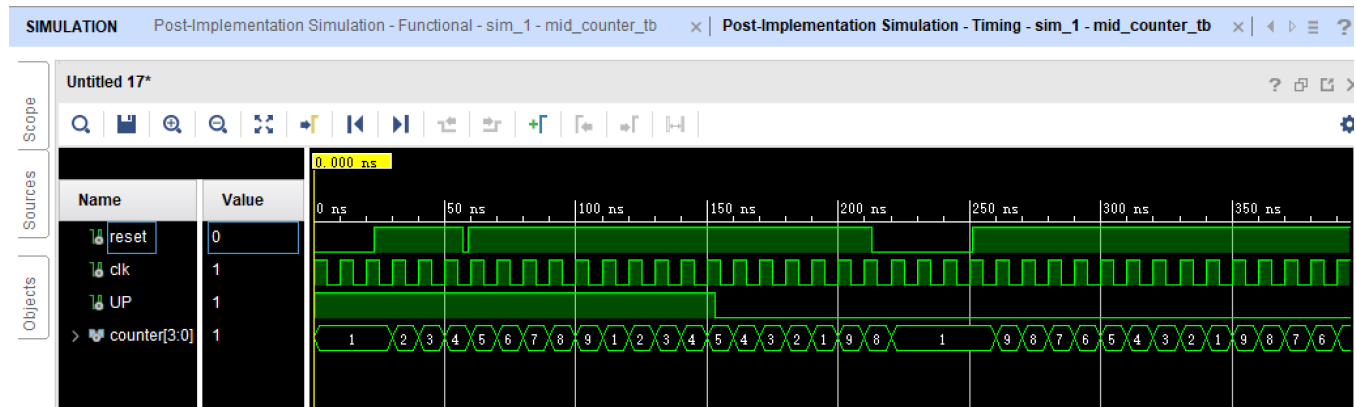 SIMULATION Post-Implementation Simulation - Functional - sim_1 - mid_counter_tb × Post-Implementation Simulation - Timing - sim_1 - mid_counter_tb × ?
Untitled 17* ?
Scope
Sources
Objects
0.000 ns
Name Value
0 ns 50 ns 100 ns 150 ns 200 ns 250 ns 300 ns 350 ns
reset 0
clk 1
UP 1
> counter[3:0] 1 1 2 3 4 5 6 7 8 9 1 2 3 4 5 4 3 2 1 9 8 1 9 8 7 6 5 4 3 2 1 9 8 7 6